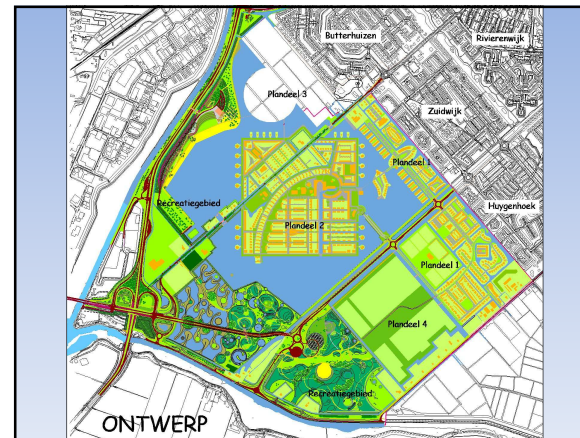 Butterhuizen
Rivierenwijk
Plandeel 3
Zuidwijk
Plandeel 1
Recreatiegebied
Huygenhoek
Plandeel 2
Plandeel 1
Plandeel 4
Recreatiegebied
ONTWERP